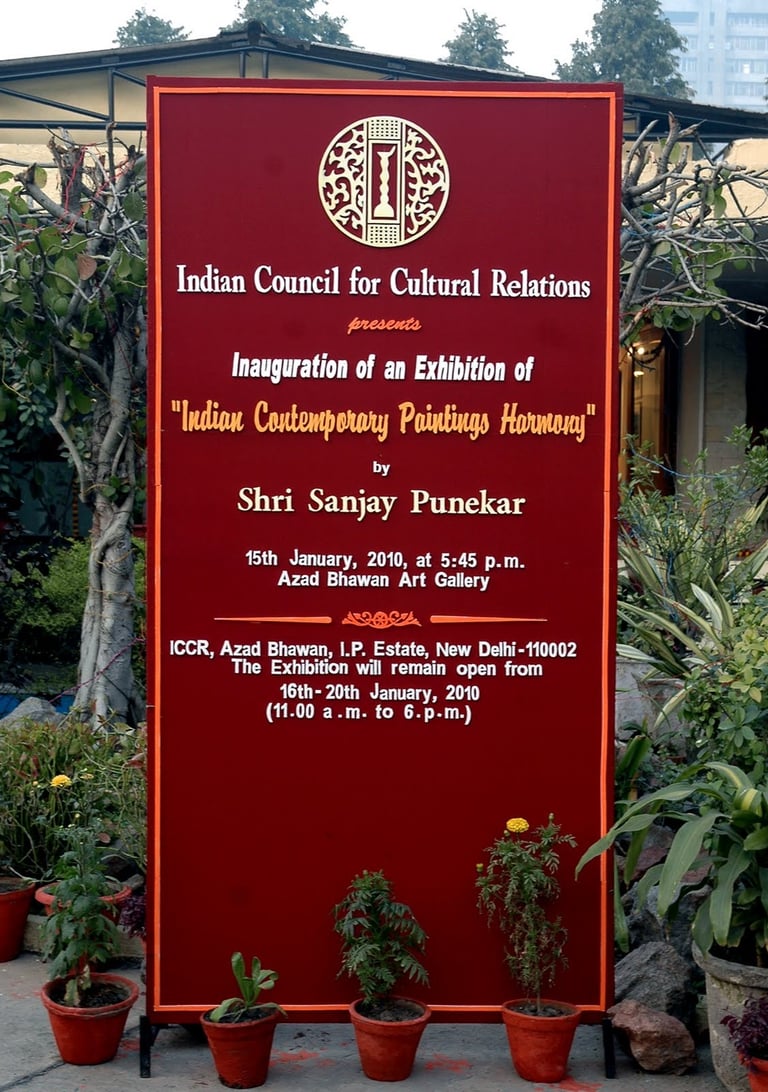 Indian Council for Cultural Relations
presents
Inauguration of an Exhibition of
"Indian Contemporary Paintings Harmony"
by
Shri Sanjay Punekar
15th January, 2010, at 5:45 p.m.
Azad Bhawan Art Gallery
ICCR, Azad Bhawan, I.P. Estate, New Delhi-110002
The Exhibition will remain open from
16th-20th January, 2010
(11.00 a.m. to 6.p.m.)